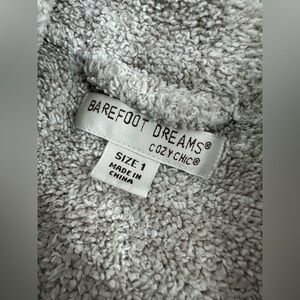 BAREFOOT DREAMS®
COZYCHIC®
SIZE 1
MADE IN
CHINA